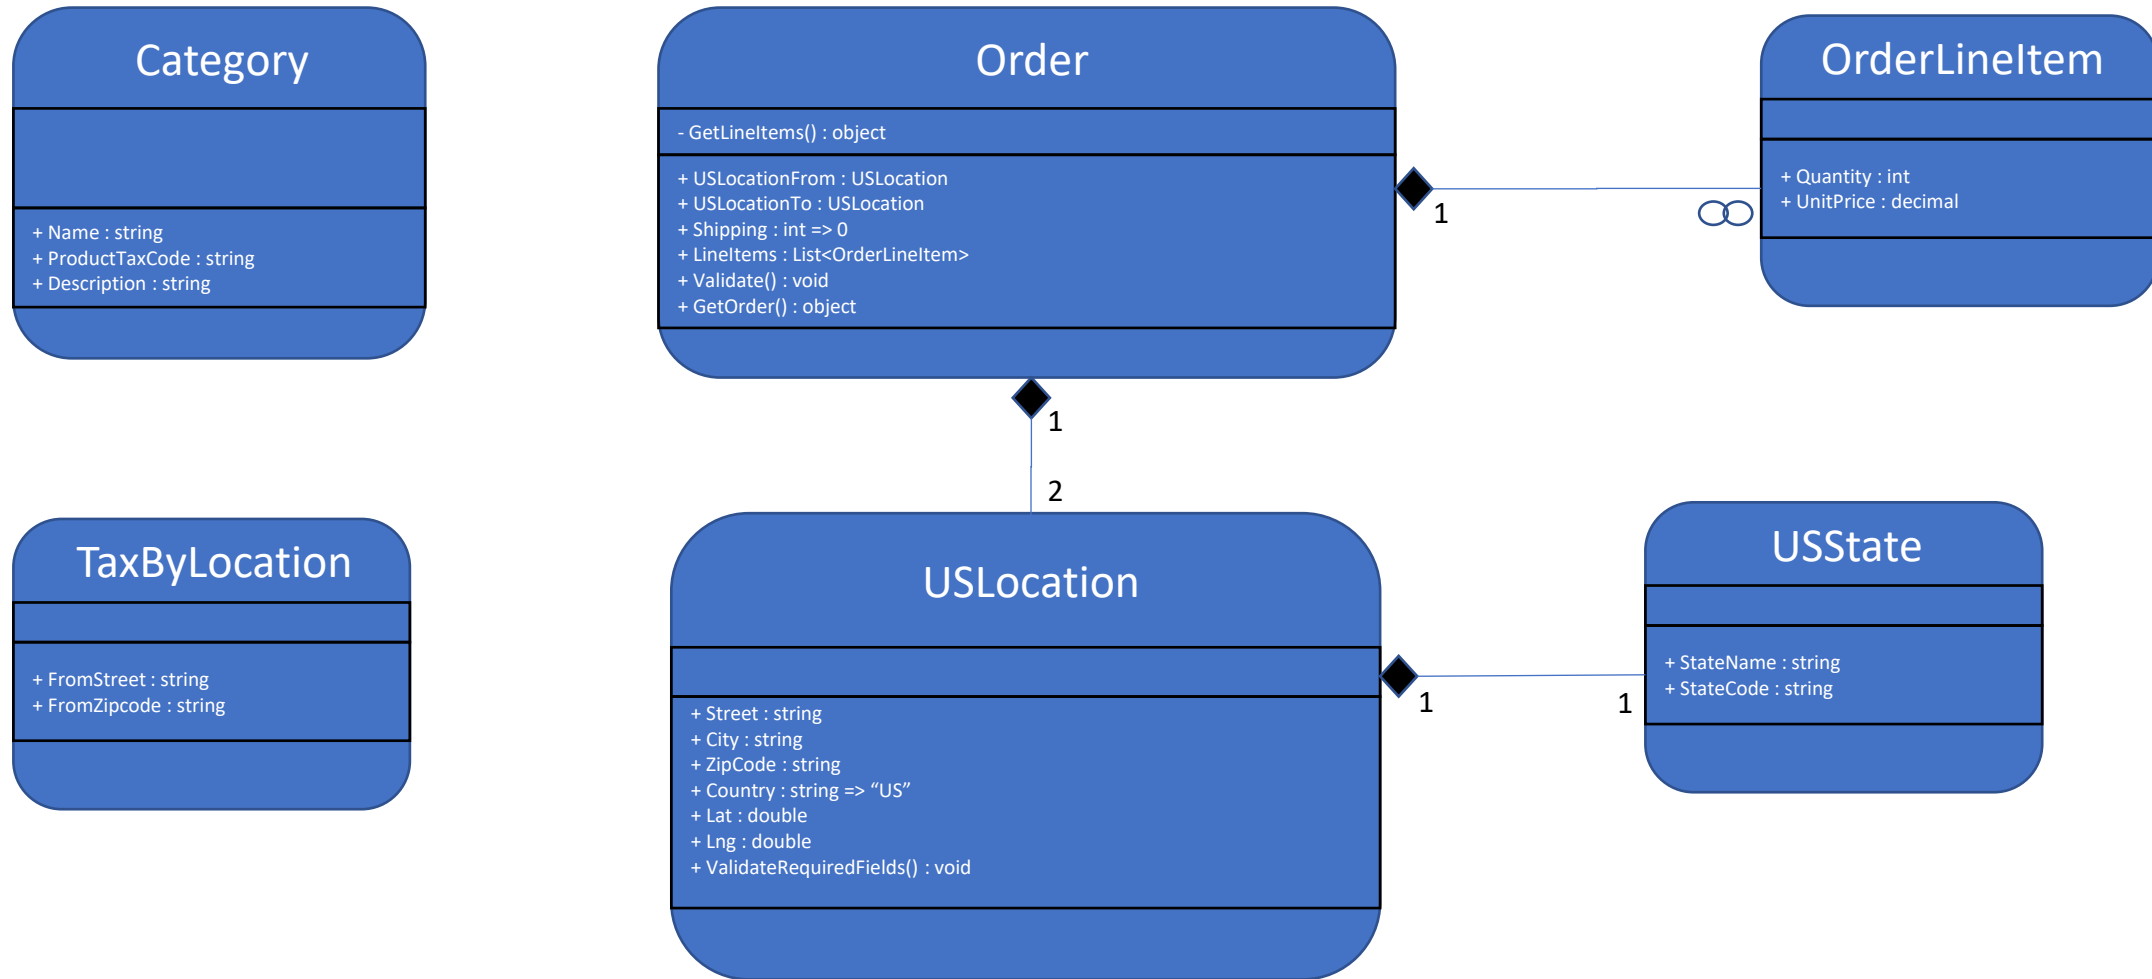 Category
+ Name : string
+ ProductTaxCode : string
+ Description : string
Order
- GetLineItems() : object
+ USLocationFrom : USLocation
+ USLocationTo : USLocation
+ Shipping : int => 0
+ LineItems : List<OrderLineItem>
+ Validate() : void
+ GetOrder() : object
1
OrderLineItem
+ Quantity : int
+ UnitPrice : decimal
1
2
TaxByLocation
+ FromStreet : string
+ FromZipcode : string
USLocation
+ Street : string
+ City : string
+ ZipCode : string
+ Country : string => “US”
+ Lat : double
+ Lng : double
+ ValidateRequiredFields() : void
1
1
USState
+ StateName : string
+ StateCode : string